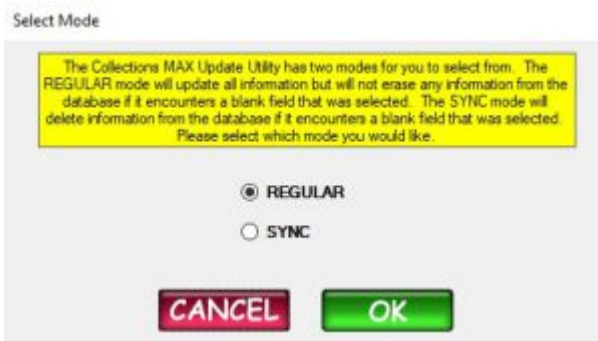 Select Mode
The Collections MAX Update Utility has two modes for you to select from. The
REGULAR mode will update all information but will not erase any information from the
database if it encounters a blank field that was selected. The SYNC mode will
delete information from the database if it encounters a blank field that was selected.
Please select which mode you would like.
REGULAR
SYNC
CANCEL OK